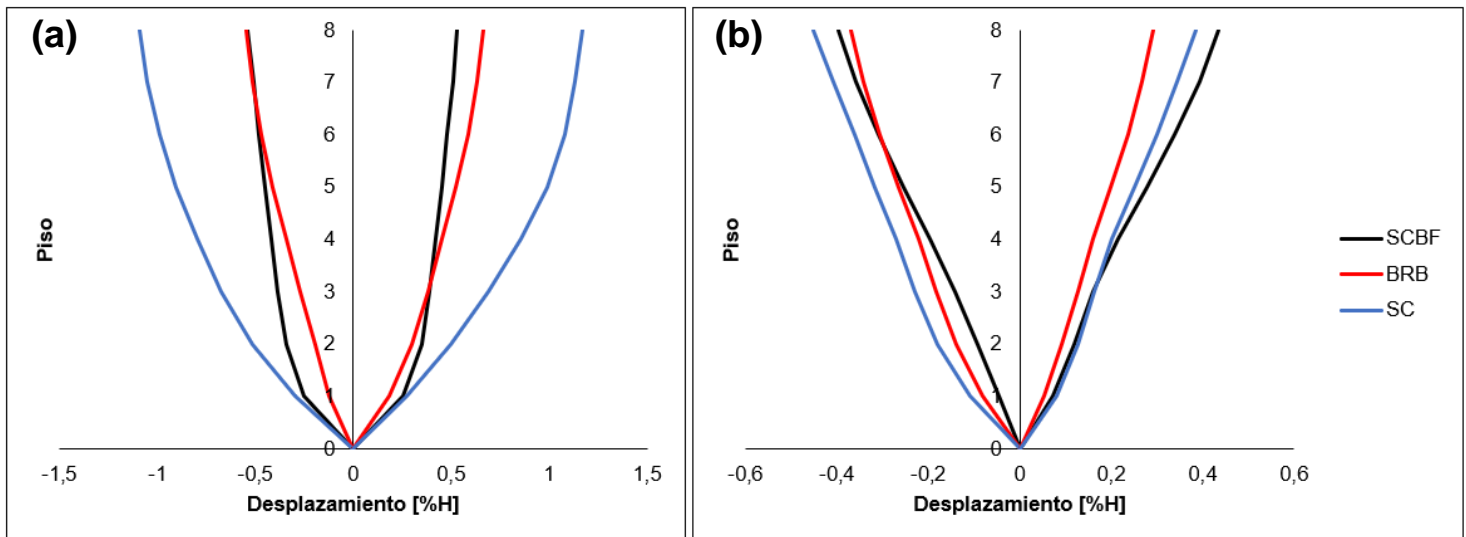 (a)
8
7
6
5
4
3
2
1
0
Piso
-1,5 -1 -0,5 0 0,5 1 1,5
Desplazamiento [%H]
(b)
8
7
6
5
4
3
2
1
0
Piso
-0,6 -0,4 -0,2 0 0,2 0,4 0,6
Desplazamiento [%H]
SCBF
BRB
SC